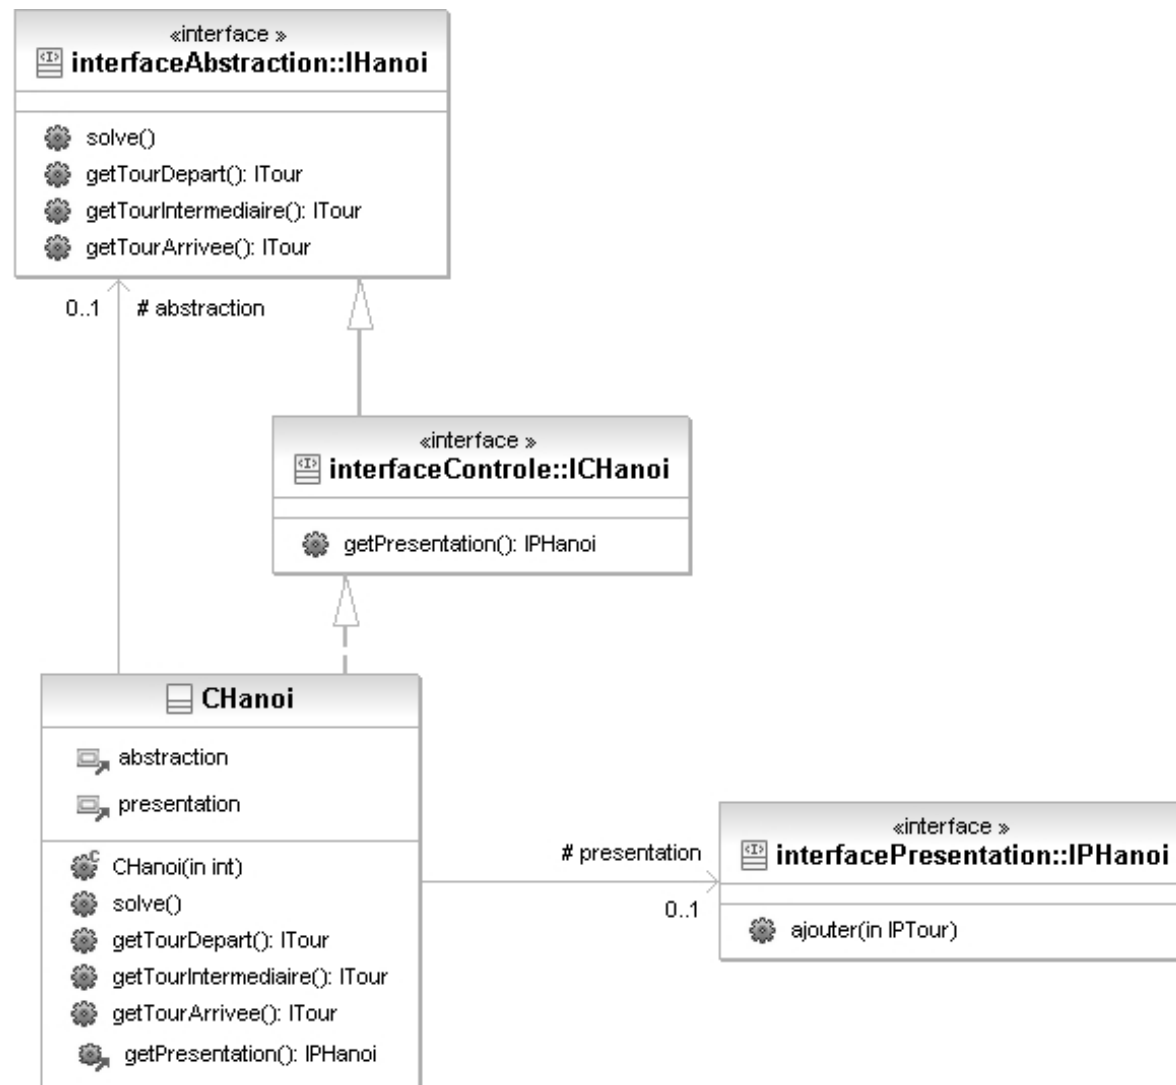 «interface »
interfaceAbstraction::IHanoi
solve()
getTourDepart(): ITour
getTourIntermediaire(): ITour
getTourArrivee(): ITour
0..1 # abstraction
«interface »
interfaceControle::ICHanoi
getPresentation(): IPHanoi
CHanoi
abstraction
presentation
CHanoi(in int)
solve()
getTourDepart(): ITour
getTourIntermediaire(): ITour
getTourArrivee(): ITour
getPresentation(): IPHanoi
# presentation
0..1
«interface »
interfacePresentation::IPHanoi
ajouter(in IPTour)